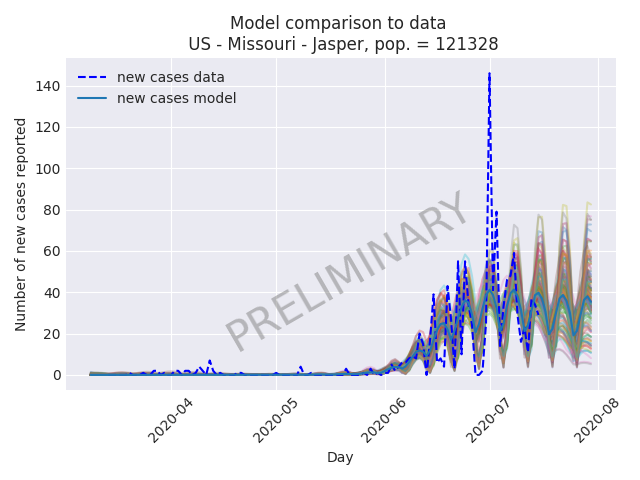 Model comparison to data
US - Missouri - Jasper, pop. = 121328
new cases data
new cases model
Number of new cases reported
140
120
100
80
60
40
20
0
PRELIMINARY
2020-04
2020-05
2020-06
2020-07
2020-08
Day